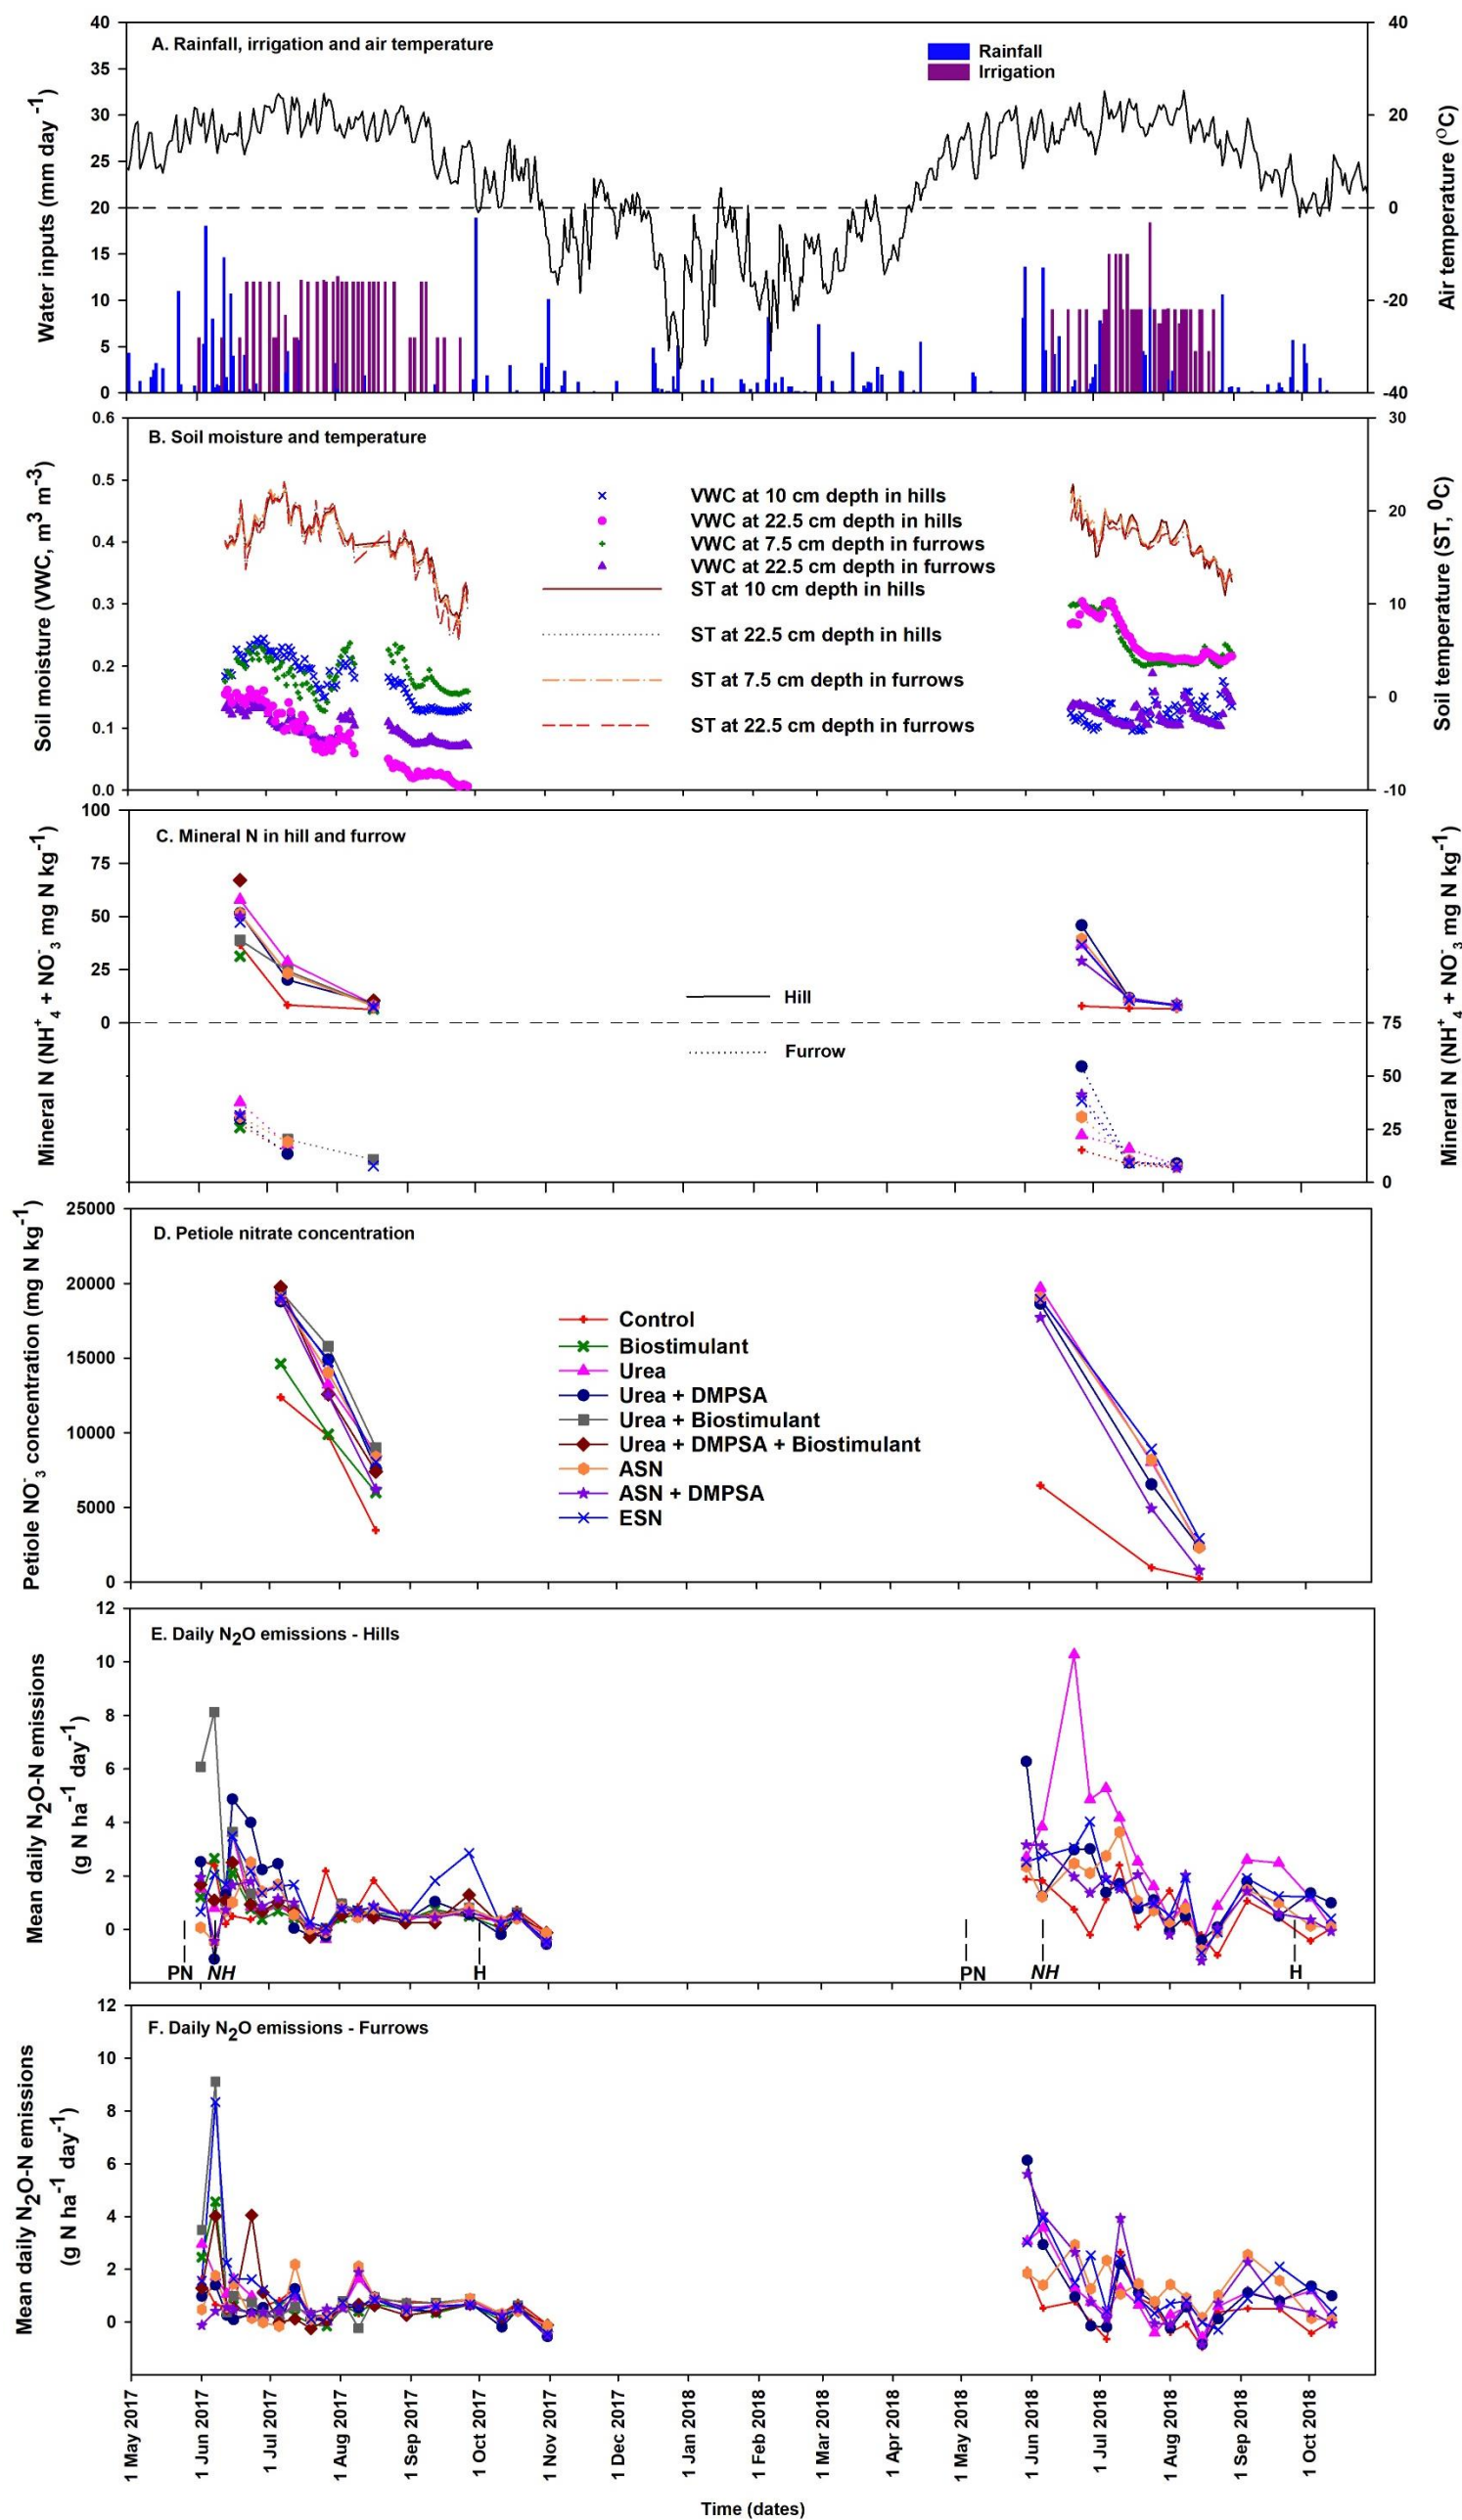 A. Rainfall, irrigation and air temperature
Rainfall
Irrigation
Water inputs (mm day -1)
40
35
30
25
20
15
10
5
0
Air temperature (OC)
40
20
0
-20
-40
B. Soil moisture and temperature
Soil moisture (VWC, m3 m-3)
0.6
0.5
0.4
0.3
0.2
0.1
0.0
VWC at 10 cm depth in hills
VWC at 22.5 cm depth in hills
VWC at 7.5 cm depth in furrows
VWC at 22.5 cm depth in furrows
ST at 10 cm depth in hills
ST at 22.5 cm depth in hills
ST at 7.5 cm depth in furrows
ST at 22.5 cm depth in furrows
Soil temperature (ST, 0C)
30
20
10
0
-10
C. Mineral N in hill and furrow
Mineral N (NH+4 + NO-3 mg N kg-1)
100
75
50
25
0
Hill
Furrow
Mineral N (NH+4 + NO-3 mg N kg-1)
75
50
25
0
D. Petiole nitrate concentration
Petiole NO-3 concentration (mg N kg-1)
25000
20000
15000
10000
5000
0
Control
Biostimulant
Urea
Urea + DMPSA
Urea + Biostimulant
Urea + DMPSA + Biostimulant
ASN
ASN + DMPSA
ESN
E. Daily N2O emissions - Hills
Mean daily N2O-N emissions
(g N ha-1 day-1)
12
10
8
6
4
2
0
PN NH H PN NH H
F. Daily N2O emissions - Furrows
Mean daily N2O-N emissions
(g N ha-1 day-1)
12
10
8
6
4
2
0
1 May 2017
1 Jun 2017
1 Jul 2017
1 Aug 2017
1 Sep 2017
1 Oct 2017
1 Nov 2017
1 Dec 2017
1 Jan 2018
1 Feb 2018
1 Mar 2018
1 Apr 2018
1 May 2018
1 Jun 2018
1 Jul 2018
1 Aug 2018
1 Sep 2018
1 Oct 2018
Time (dates)